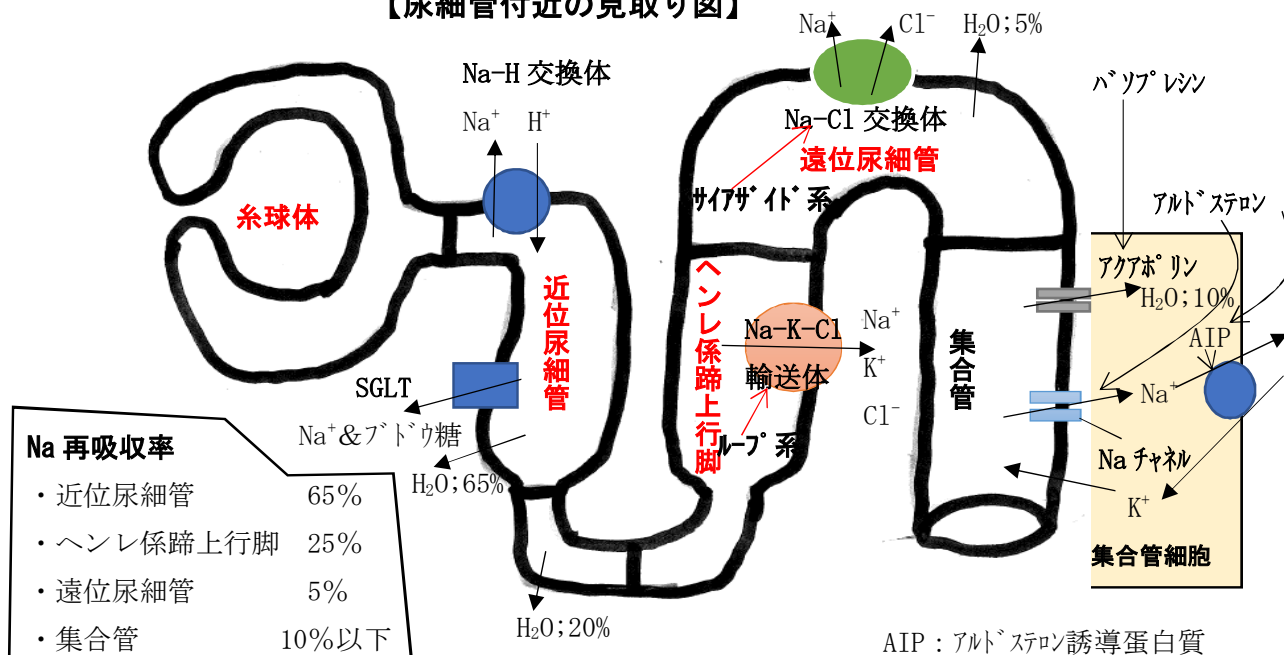 【尿細管付近の見取り図】
Na⁺ Cl⁻ H₂O;5%
Na-H 交換体
Na⁺ H⁺
バソプレシン
Na-Cl 交換体
遠位尿細管
サイアザイド系
アルドステロン
糸球体
アクアポリン
H₂O;10%
近位尿細管
ヘンレ係蹄上行脚
Na-K-Cl
輸送体
Na⁺
K⁺
Cl⁻
集合管
AIP
Na⁺
SGLT
Na⁺&ブドウ糖
H₂O;65%
ループ系
Na チャネル
K⁺
集合管細胞
Na 再吸収率
・近位尿細管 65%
・ヘンレ係蹄上行脚 25%
・遠位尿細管 5%
・集合管 10%以下
H₂O;20%
AIP：アルドステロン誘導蛋白質